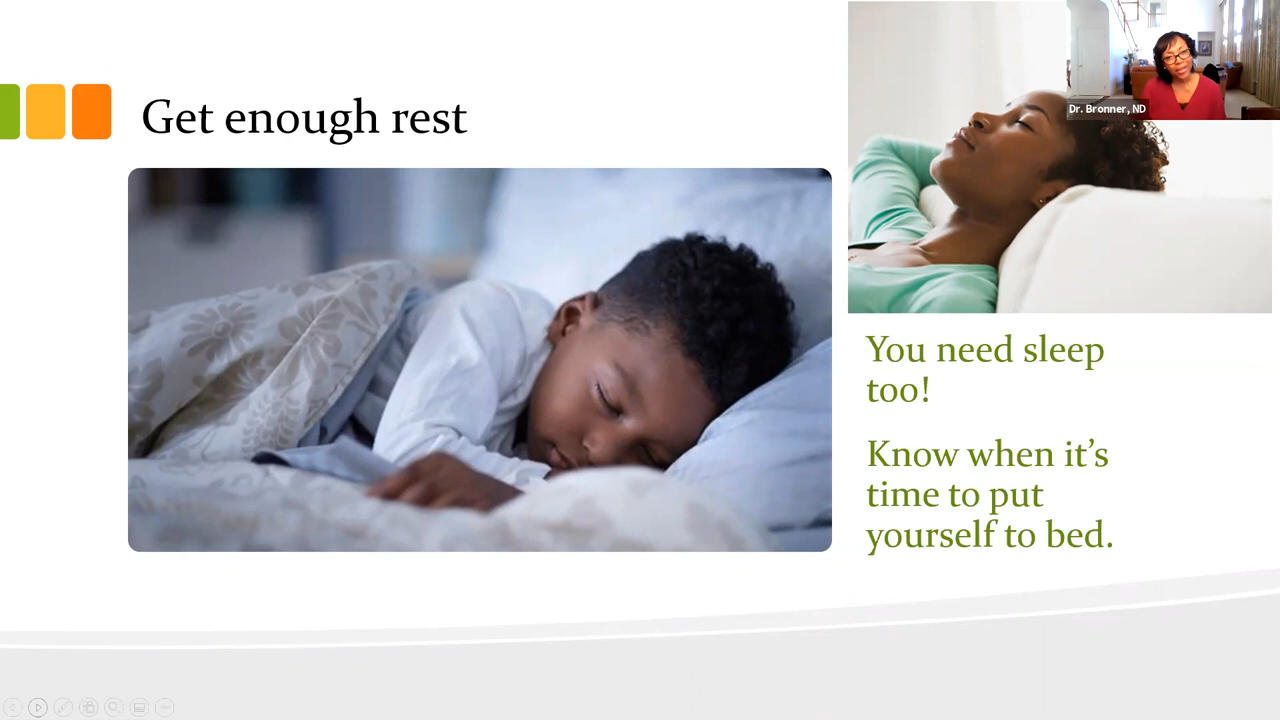 Dr. Bronner, ND
Get enough rest
You need sleep
too!
Know when it’s
time to put
yourself to bed.